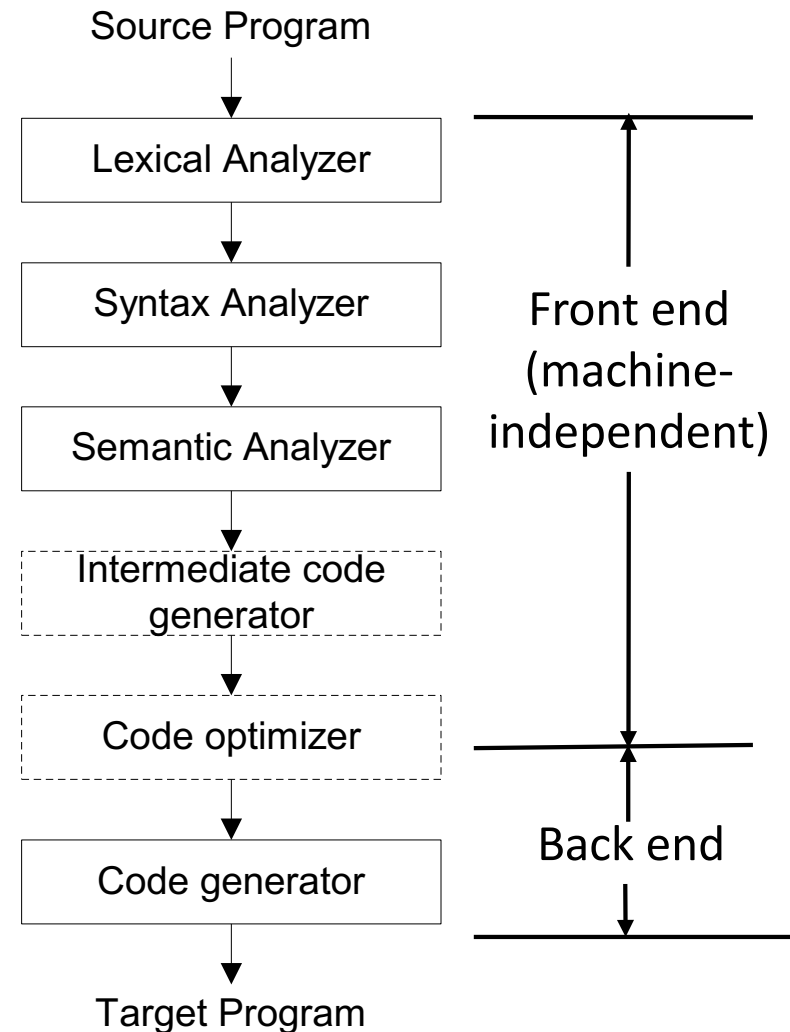 Source Program
Lexical Analyzer
Syntax Analyzer
Semantic Analyzer
Intermediate code
generator
Code optimizer
Code generator
Target Program
Front end
(machine-
independent)
Back end